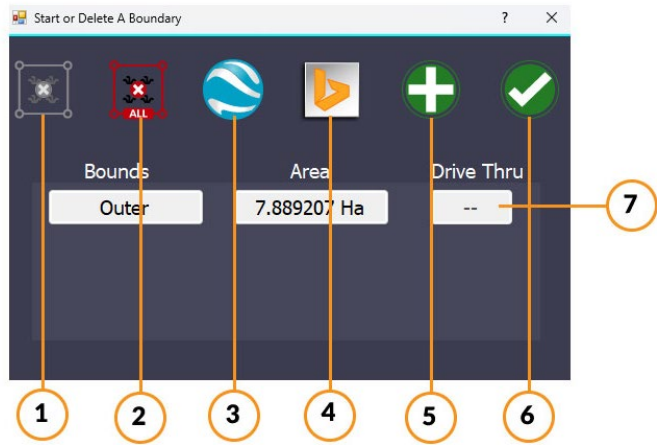 Start or Delete A Boundary ? ×
ALL
Bounds Area Drive Thru
Outer 7.889207 Ha --
7
1 2 3 4 5 6